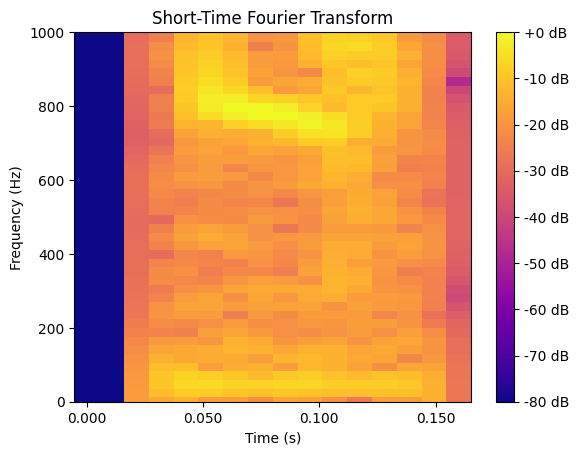 Short-Time Fourier Transform
1000
800
600
400
200
0
Frequency (Hz)
0.000
0.050
0.100
0.150
Time (s)
+0 dB
-10 dB
-20 dB
-30 dB
-40 dB
-50 dB
-60 dB
-70 dB
-80 dB